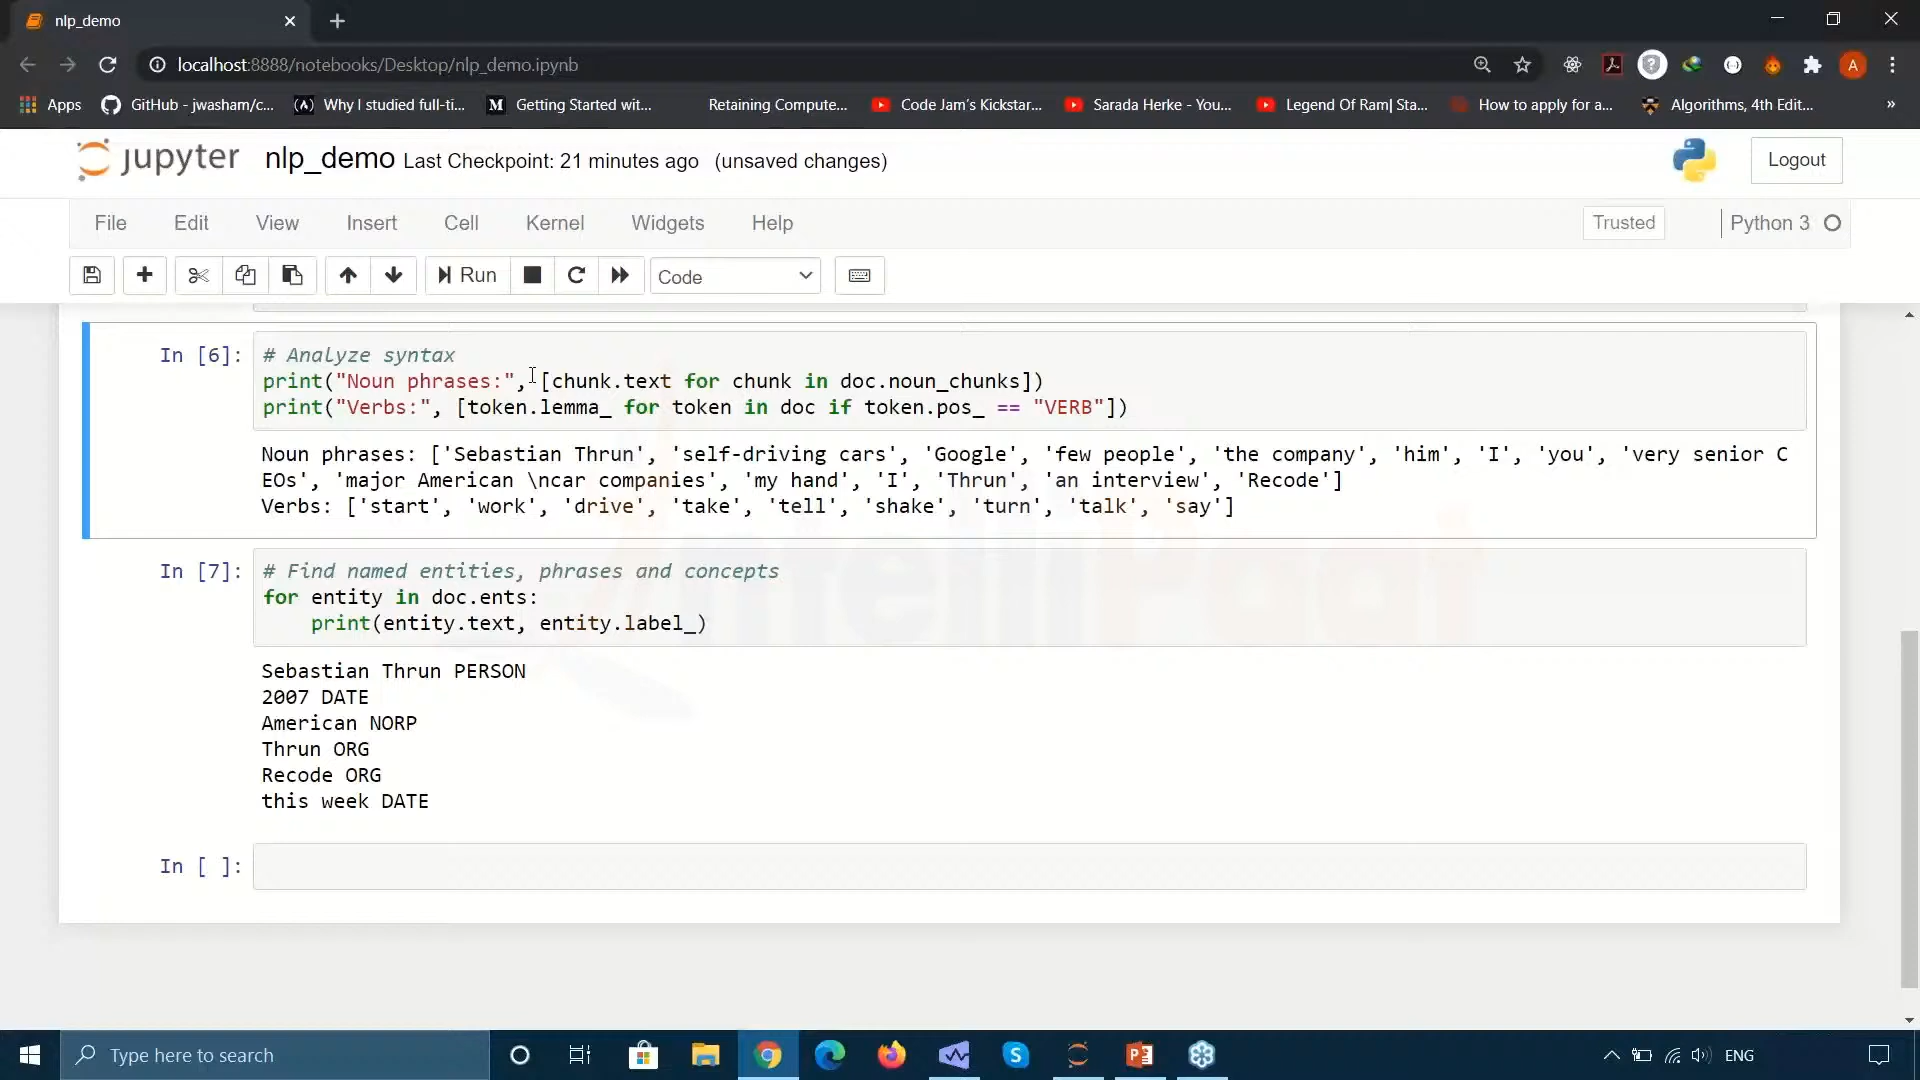 nlp_demo
localhost:8888/notebooks/Desktop/nlp_demo.ipynb
A
Apps GitHub - jwasham/c... Why I studied full-ti... Getting Started wit... Retaining Compute... Code Jam's Kickstar... Sarada Herke - You... Legend Of Ram| Sta... How to apply for a... Algorithms, 4th Edit... »
jupyter nlp_demo Last Checkpoint: 21 minutes ago (unsaved changes) Logout
File Edit View Insert Cell Kernel Widgets Help Trusted Python 3
Run Code
In [6]: # Analyze syntax
print("Noun phrases:", [chunk.text for chunk in doc.noun_chunks])
print("Verbs:", [token.lemma_ for token in doc if token.pos_ == "VERB"])
Noun phrases: ['Sebastian Thrun', 'self-driving cars', 'Google', 'few people', 'the company', 'him', 'I', 'you', 'very senior C
EOs', 'major American \ncar companies', 'my hand', 'I', 'Thrun', 'an interview', 'Recode']
Verbs: ['start', 'work', 'drive', 'take', 'tell', 'shake', 'turn', 'talk', 'say']
In [7]: # Find named entities, phrases and concepts
for entity in doc.ents:
print(entity.text, entity.label_)
Sebastian Thrun PERSON
2007 DATE
American NORP
Thrun ORG
Recode ORG
this week DATE
In [ ]:
IntelliPaat
Type here to search
ENG